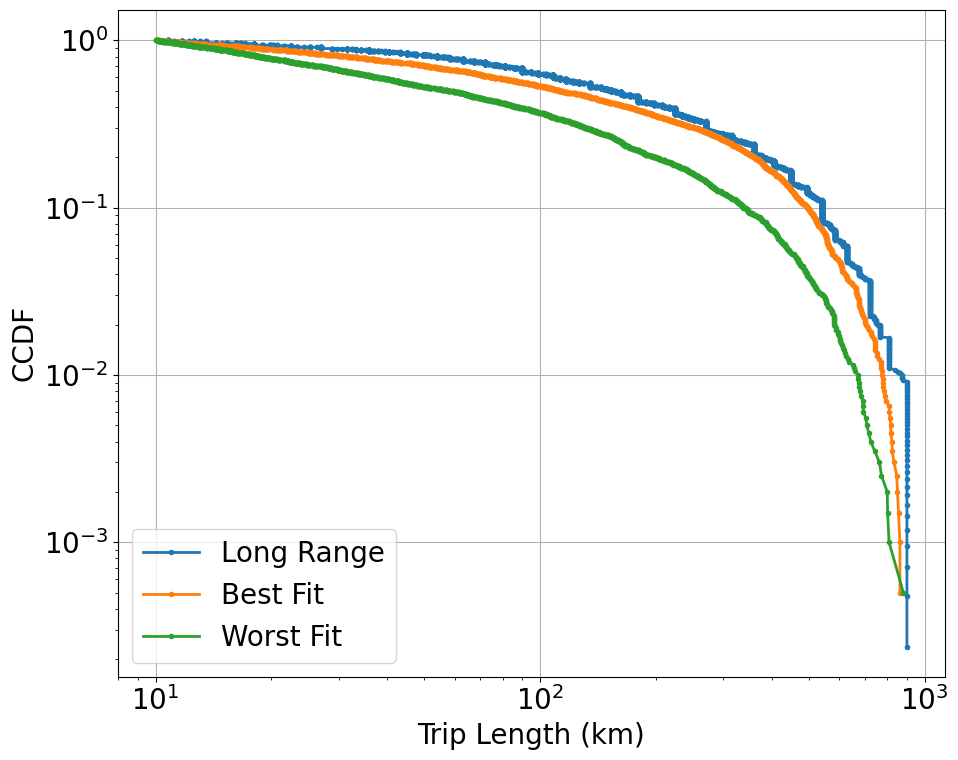 10⁰
10⁻¹
10⁻²
10⁻³
CCDF
Long Range
Best Fit
Worst Fit
10¹ 10² 10³
Trip Length (km)